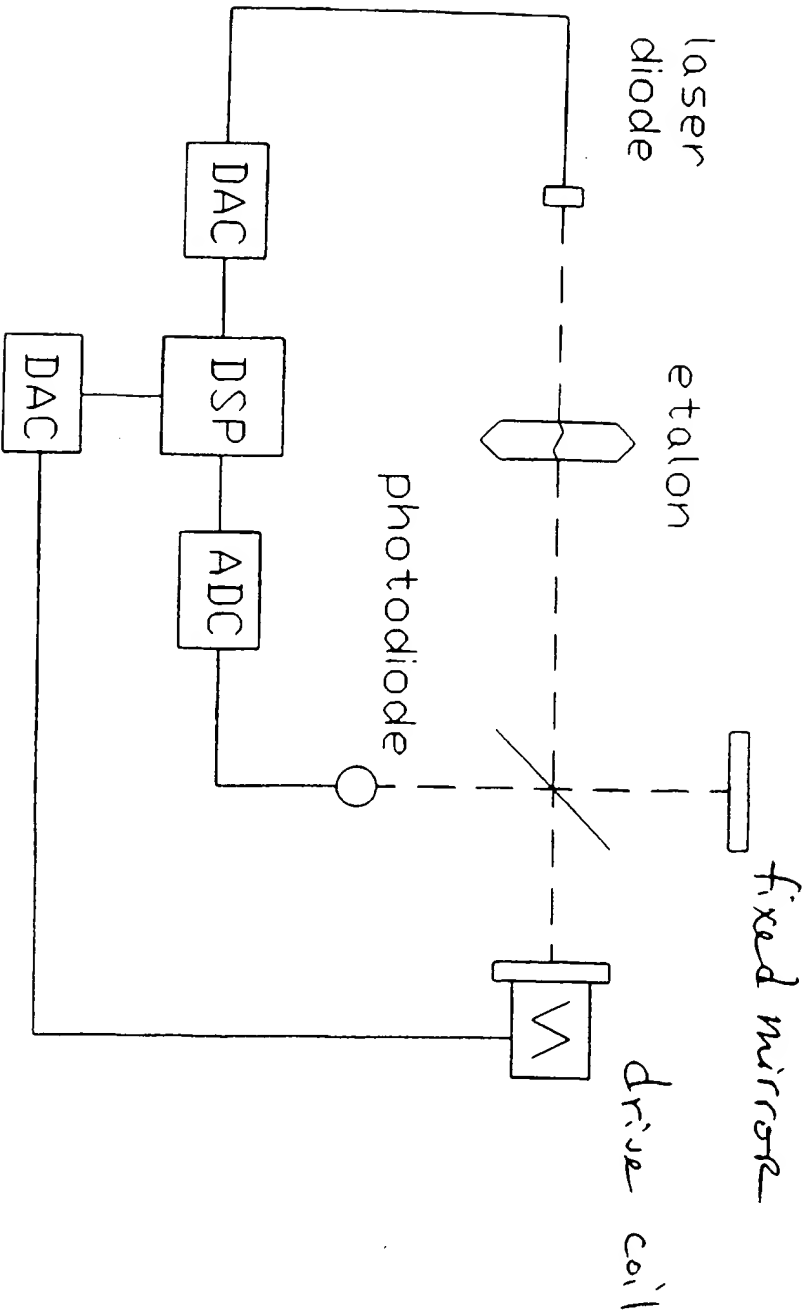 laser
diode
etalon
fixed mirror
drive coil
photodiode
DAC
DSP
ADC
DAC